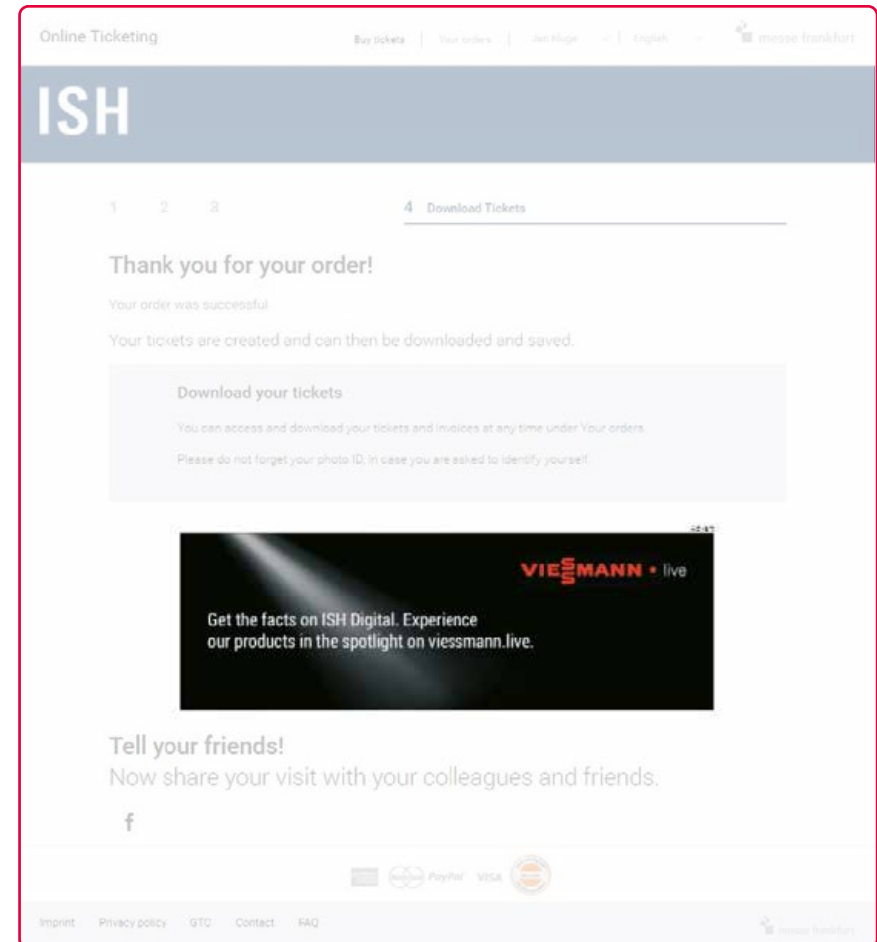 Online Ticketing
Buy tickets
Your orders
Jan Kluge
English
messe frankfurt
ISH
1 2 3
4 Download Tickets
Thank you for your order!
Your order was successful.
Your tickets are created and can then be downloaded and saved.
Download your tickets
You can access and download your tickets and invoices at any time under Your orders.
Please do not forget your photo ID, in case you are asked to identify yourself.
VIESSMANN • live
Get the facts on ISH Digital. Experience
our products in the spotlight on viessmann.live.
Tell your friends!
Now share your visit with your colleagues and friends.
f
PayPal VISA
Imprint Privacy policy GTC Contact FAQ
messe frankfurt